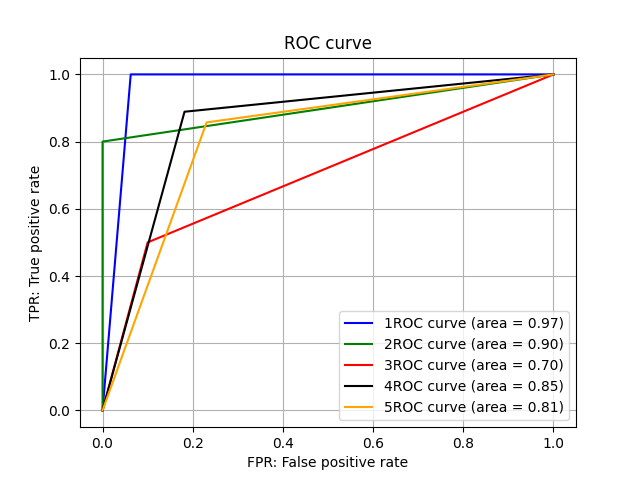 ROC curve
TPR: True positive rate
1.0
0.8
0.6
0.4
0.2
0.0
1ROC curve (area = 0.97)
2ROC curve (area = 0.90)
3ROC curve (area = 0.70)
4ROC curve (area = 0.85)
5ROC curve (area = 0.81)
0.0 0.2 0.4 0.6 0.8 1.0
FPR: False positive rate